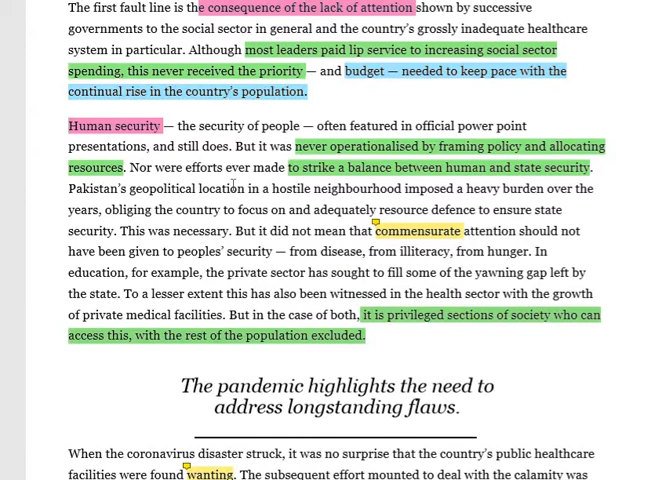 The first fault line is the consequence of the lack of attention shown by successive
governments to the social sector in general and the country's grossly inadequate healthcare
system in particular. Although most leaders paid lip service to increasing social sector
spending, this never received the priority — and budget — needed to keep pace with the
continual rise in the country's population.
Human security — the security of people — often featured in official power point
presentations, and still does. But it was never operationalised by framing policy and allocating
resources. Nor were efforts ever made to strike a balance between human and state security.
Pakistan's geopolitical location in a hostile neighbourhood imposed a heavy burden over the
years, obliging the country to focus on and adequately resource defence to ensure state
security. This was necessary. But it did not mean that commensurate attention should not
have been given to peoples' security — from disease, from illiteracy, from hunger. In
education, for example, the private sector has sought to fill some of the yawning gap left by
the state. To a lesser extent this has also been witnessed in the health sector with the growth
of private medical facilities. But in the case of both, it is privileged sections of society who can
access this, with the rest of the population excluded.
The pandemic highlights the need to
address longstanding flaws.
When the coronavirus disaster struck, it was no surprise that the country's public healthcare
facilities were found wanting. The subsequent effort mounted to deal with the calamity was